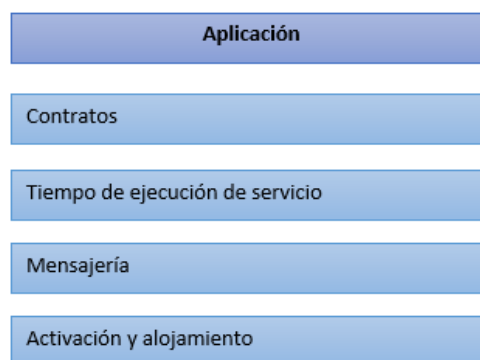 Aplicación
Contratos
Tiempo de ejecución de servicio
Mensajería
Activación y alojamiento